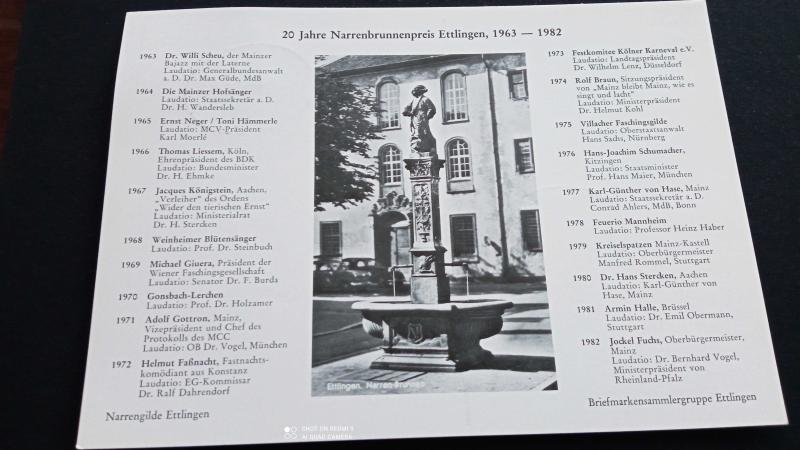 20 Jahre Narrenbrunnenpreis Ettlingen, 1963 — 1982
1963 Dr. Willi Scheu, der Mainzer
Bajazz mit der Laterne
Laudatio: Generalbundesanwalt
a. D. Dr. Max Güde, MdB
1964 Die Mainzer Hofsänger
Laudatio: Staatssekretär a. D.
Dr. H. Wandersleb
1965 Ernst Neger / Toni Hämmerle
Laudatio: MCV-Präsident
Karl Moerlé
1966 Thomas Liessem, Köln,
Ehrenpräsident des BDK
Laudatio: Bundesminister
Dr. H. Ehmke
1967 Jacques Königstein, Aachen,
„Verleiher" des Ordens
„Wider den tierischen Ernst"
Laudatio: Ministerialrat
Dr. H. Stercken
1968 Weinheimer Blütensänger
Laudatio: Prof. Dr. Steinbuch
1969 Michael Giuera, Präsident der
Wiener Faschingsgesellschaft
Laudatio: Senator Dr. F. Burda
1970 Gonsbach-Lerchen
Laudatio: Prof. Dr. Holzamer
1971 Adolf Gottron, Mainz,
Vizepräsident und Chef des
Protokolls des MCC
Laudatio: OB Dr. Vogel, München
1972 Helmut Faßnacht, Fastnachts-
komödiant aus Konstanz
Laudatio: EG-Kommissar
Dr. Ralf Dahrendorf
Narrengilde Ettlingen
Ettlingen, Narren-Brunnen
1973 Festkomitee Kölner Karneval e.V.
Laudatio: Landtagspräsident
Dr. Wilhelm Lenz, Düsseldorf
1974 Rolf Braun, Sitzungspräsident
von „Mainz bleibt Mainz, wie es
singt und lacht"
Laudatio: Ministerpräsident
Dr. Helmut Kohl
1975 Villacher Faschingsgilde
Laudatio: Oberstaatsanwalt
Hans Sachs, Nürnberg
1976 Hans-Joachim Schumacher,
Kitzingen
Laudatio: Staatsminister
Prof. Hans Maier, München
1977 Karl-Günther von Hase, Mainz
Laudatio: Staatssekretär a. D.
Conrad Ahlers, MdB, Bonn
1978 Feuerio Mannheim
Laudatio: Professor Heinz Haber
1979 Kreiselspatzen Mainz-Kastell
Laudatio: Oberbürgermeister
Manfred Rommel, Stuttgart
1980 Dr. Hans Stercken, Aachen
Laudatio: Karl-Günther von
Hase, Mainz
1981 Armin Halle, Brüssel
Laudatio: Dr. Emil Obermann,
Stuttgart
1982 Jockel Fuchs, Oberbürgermeister,
Mainz
Laudatio: Dr. Bernhard Vogel,
Ministerpräsident von
Rheinland-Pfalz
Briefmarkensammlergruppe Ettlingen
SHOT ON REDMI 9
AI QUAD CAMERA